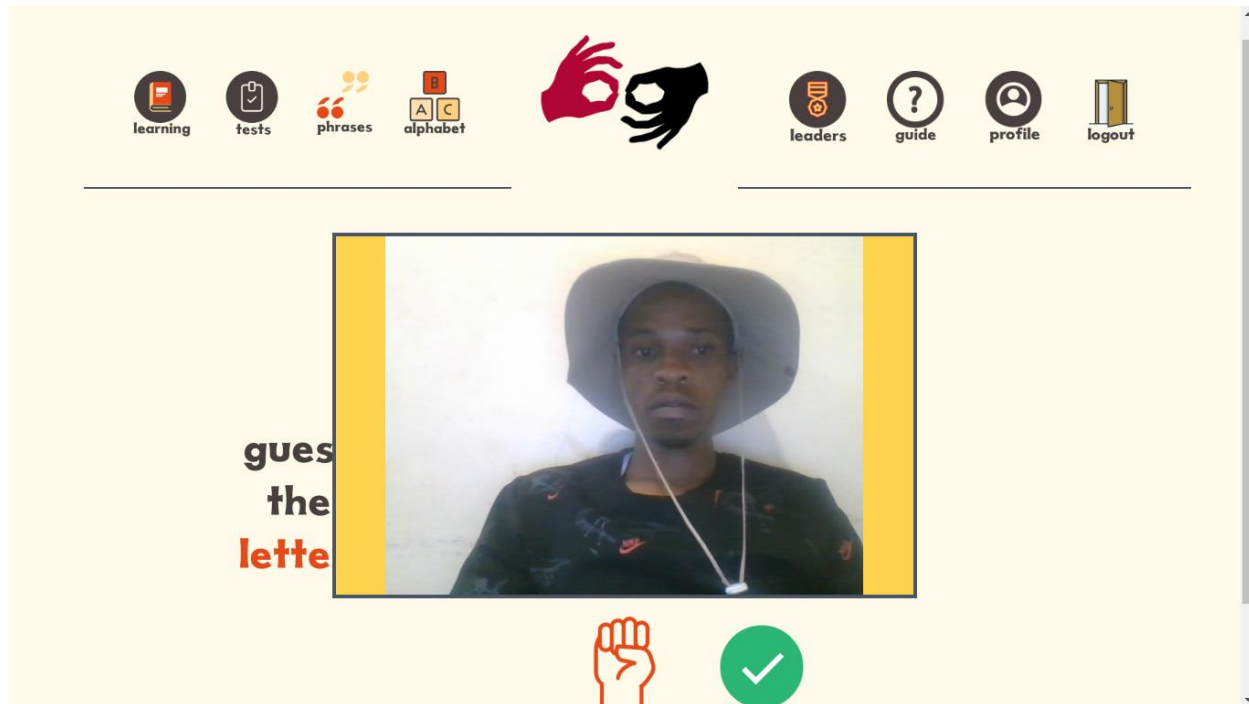 learning
tests
phrases
B
A C
alphabet
leaders
?
guide
profile
logout
gues
the
lette